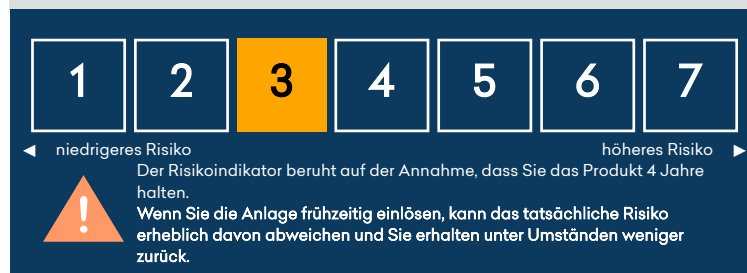 1 2 3 4 5 6 7
◄ niedrigeres Risiko höheres Risiko ►
Der Risikoindikator beruht auf der Annahme, dass Sie das Produkt 4 Jahre
halten.
Wenn Sie die Anlage frühzeitig einlösen, kann das tatsächliche Risiko
erheblich davon abweichen und Sie erhalten unter Umständen weniger
zurück.
!